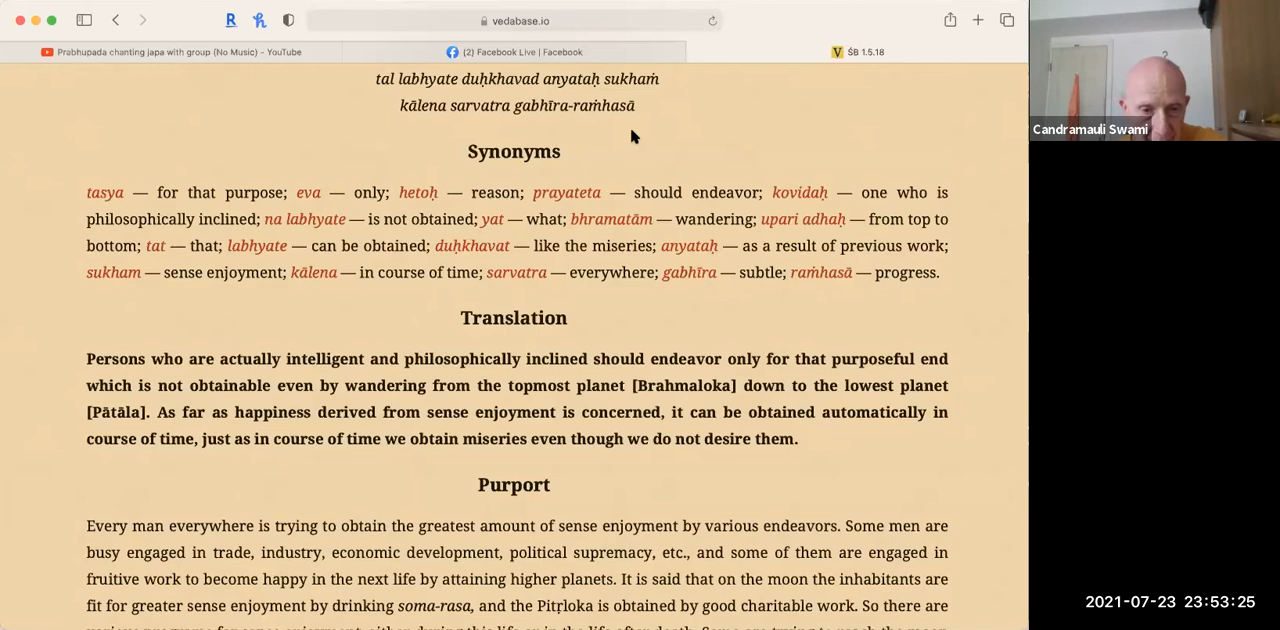 vedabase.io
Prabhupada chanting japa with group (No Music) - YouTube
(2) Facebook Live | Facebook
ŚB 1.5.18
tal labhyate duḥkhavad anyataḥ sukhaṁ
kālena sarvatra gabhīra-raṁhasā
Synonyms
tasya — for that purpose; eva — only; hetoḥ — reason; prayateta — should endeavor; kovidaḥ — one who is
philosophically inclined; na labhyate — is not obtained; yat — what; bhramatām — wandering; upari adhaḥ — from top to
bottom; tat — that; labhyate — can be obtained; duḥkhavat — like the miseries; anyataḥ — as a result of previous work;
sukham — sense enjoyment; kālena — in course of time; sarvatra — everywhere; gabhīra — subtle; raṁhasā — progress.
Translation
Persons who are actually intelligent and philosophically inclined should endeavor only for that purposeful end
which is not obtainable even by wandering from the topmost planet [Brahmaloka] down to the lowest planet
[Pātāla]. As far as happiness derived from sense enjoyment is concerned, it can be obtained automatically in
course of time, just as in course of time we obtain miseries even though we do not desire them.
Purport
Every man everywhere is trying to obtain the greatest amount of sense enjoyment by various endeavors. Some men are
busy engaged in trade, industry, economic development, political supremacy, etc., and some of them are engaged in
fruitive work to become happy in the next life by attaining higher planets. It is said that on the moon the inhabitants are
fit for greater sense enjoyment by drinking soma-rasa, and the Pitṛloka is obtained by good charitable work. So there are
Candramauli Swami
2021-07-23 23:53:25